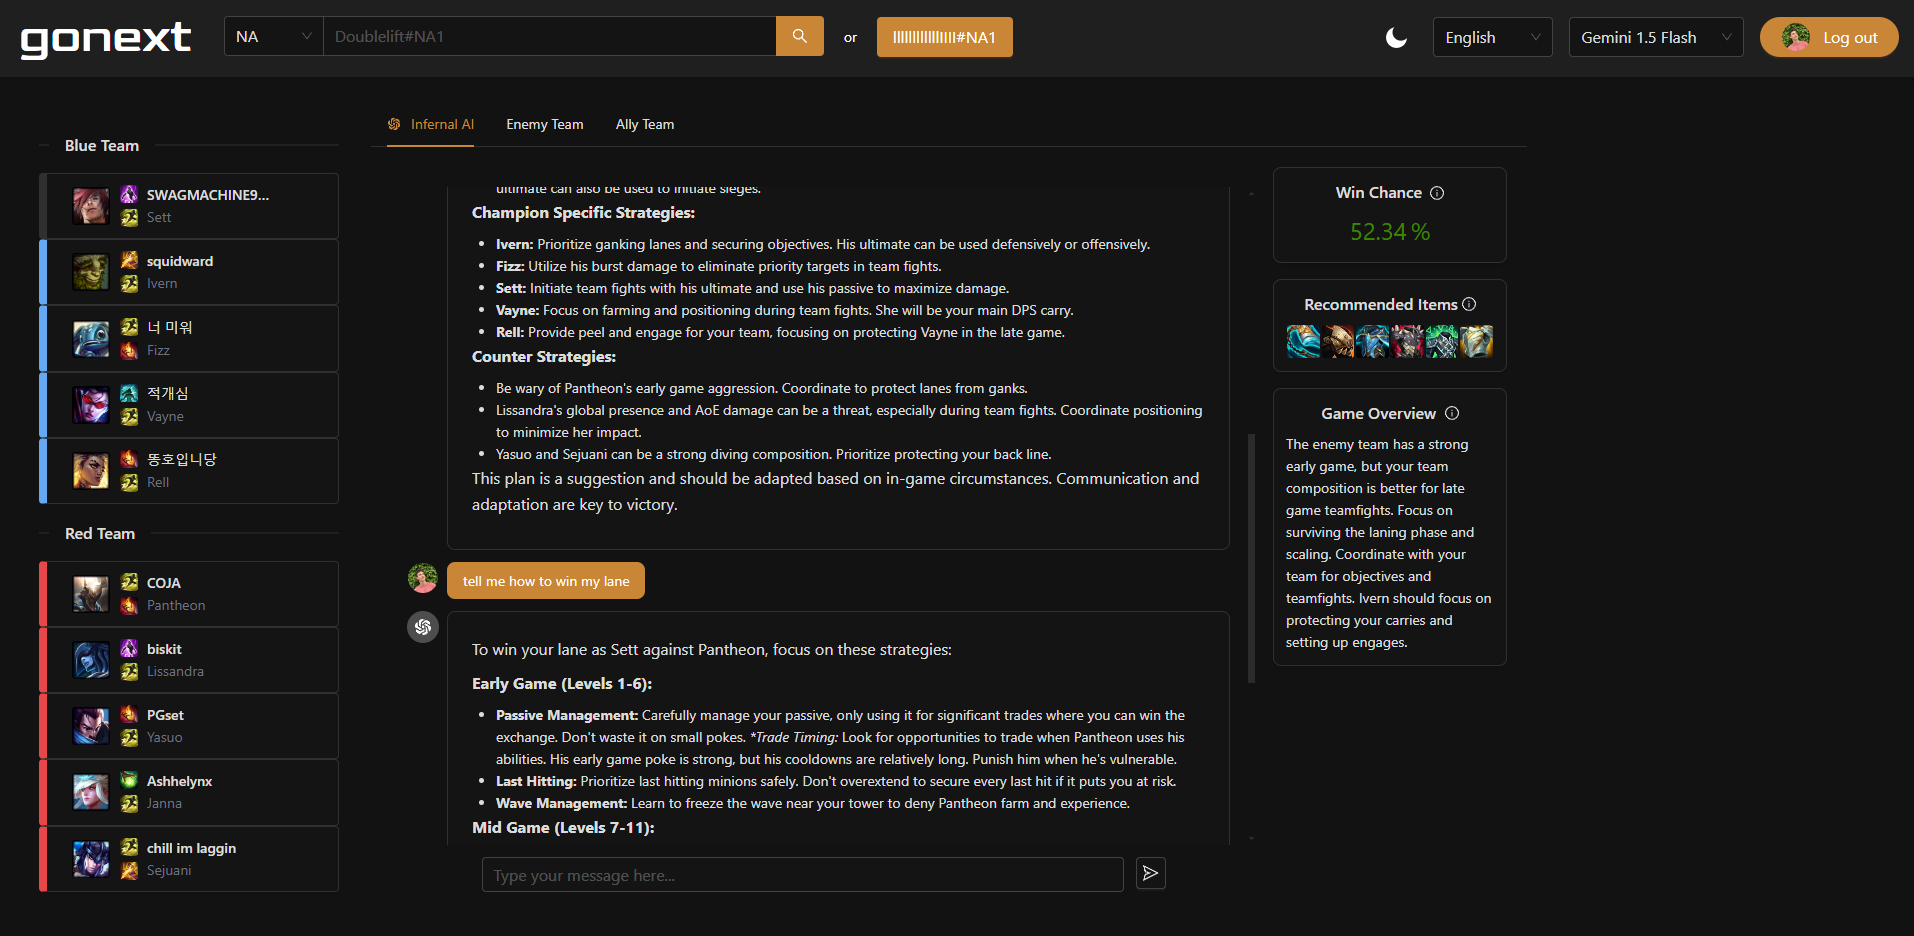 gonext
NA
Doublelift#NA1
or
English
Gemini 1.5 Flash
Log out
Blue Team
SWAGMACHINE9...
Sett
squidward
Ivern
너 미워
Fizz
적개심
Vayne
똥호입니당
Rell
Red Team
COJA
Pantheon
biskit
Lissandra
PGset
Yasuo
Ashhelynx
Janna
chill im laggin
Sejuani
Infernal AI
Enemy Team
Ally Team
ultimate can also be used to initiate sieges.
Champion Specific Strategies:
• Ivern: Prioritize ganking lanes and securing objectives. His ultimate can be used defensively or offensively.
• Fizz: Utilize his burst damage to eliminate priority targets in team fights.
• Sett: Initiate team fights with his ultimate and use his passive to maximize damage.
• Vayne: Focus on farming and positioning during team fights. She will be your main DPS carry.
• Rell: Provide peel and engage for your team, focusing on protecting Vayne in the late game.
Counter Strategies:
• Be wary of Pantheon's early game aggression. Coordinate to protect lanes from ganks.
• Lissandra's global presence and AoE damage can be a threat, especially during team fights. Coordinate positioning
to minimize her impact.
• Yasuo and Sejuani can be a strong diving composition. Prioritize protecting your back line.
This plan is a suggestion and should be adapted based on in-game circumstances. Communication and
adaptation are key to victory.
tell me how to win my lane
To win your lane as Sett against Pantheon, focus on these strategies:
Early Game (Levels 1-6):
• Passive Management: Carefully manage your passive, only using it for significant trades where you can win the
exchange. Don't waste it on small pokes. *Trade Timing: Look for opportunities to trade when Pantheon uses his
abilities. His early game poke is strong, but his cooldowns are relatively long. Punish him when he's vulnerable.
• Last Hitting: Prioritize last hitting minions safely. Don't overextend to secure every last hit if it puts you at risk.
• Wave Management: Learn to freeze the wave near your tower to deny Pantheon farm and experience.
Mid Game (Levels 7-11):
Type your message here...
Win Chance
52.34 %
Recommended Items
Game Overview
The enemy team has a strong
early game, but your team
composition is better for late
game teamfights. Focus on
surviving the laning phase and
scaling. Coordinate with your
team for objectives and
teamfights. Ivern should focus on
protecting your carries and
setting up engages.